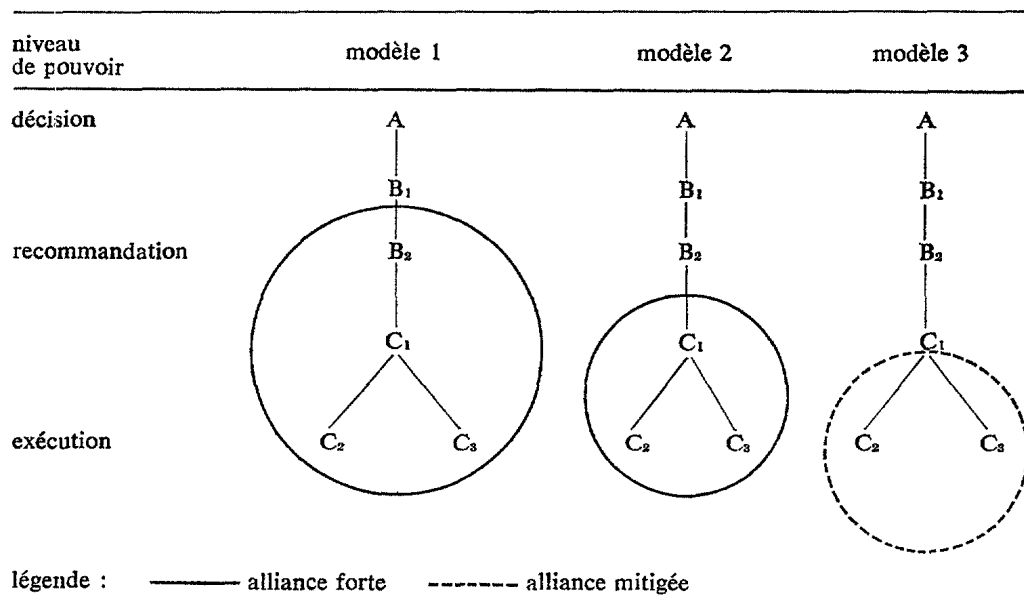 niveau
de pouvoir
modèle 1 modèle 2 modèle 3
décision A A A
B₁ B₁ B₁
recommandation B₂ B₂ B₂
C₁ C₁ C₁
exécution C₂ C₃ C₂ C₃ C₂ C₃
légende : alliance forte alliance mitigée